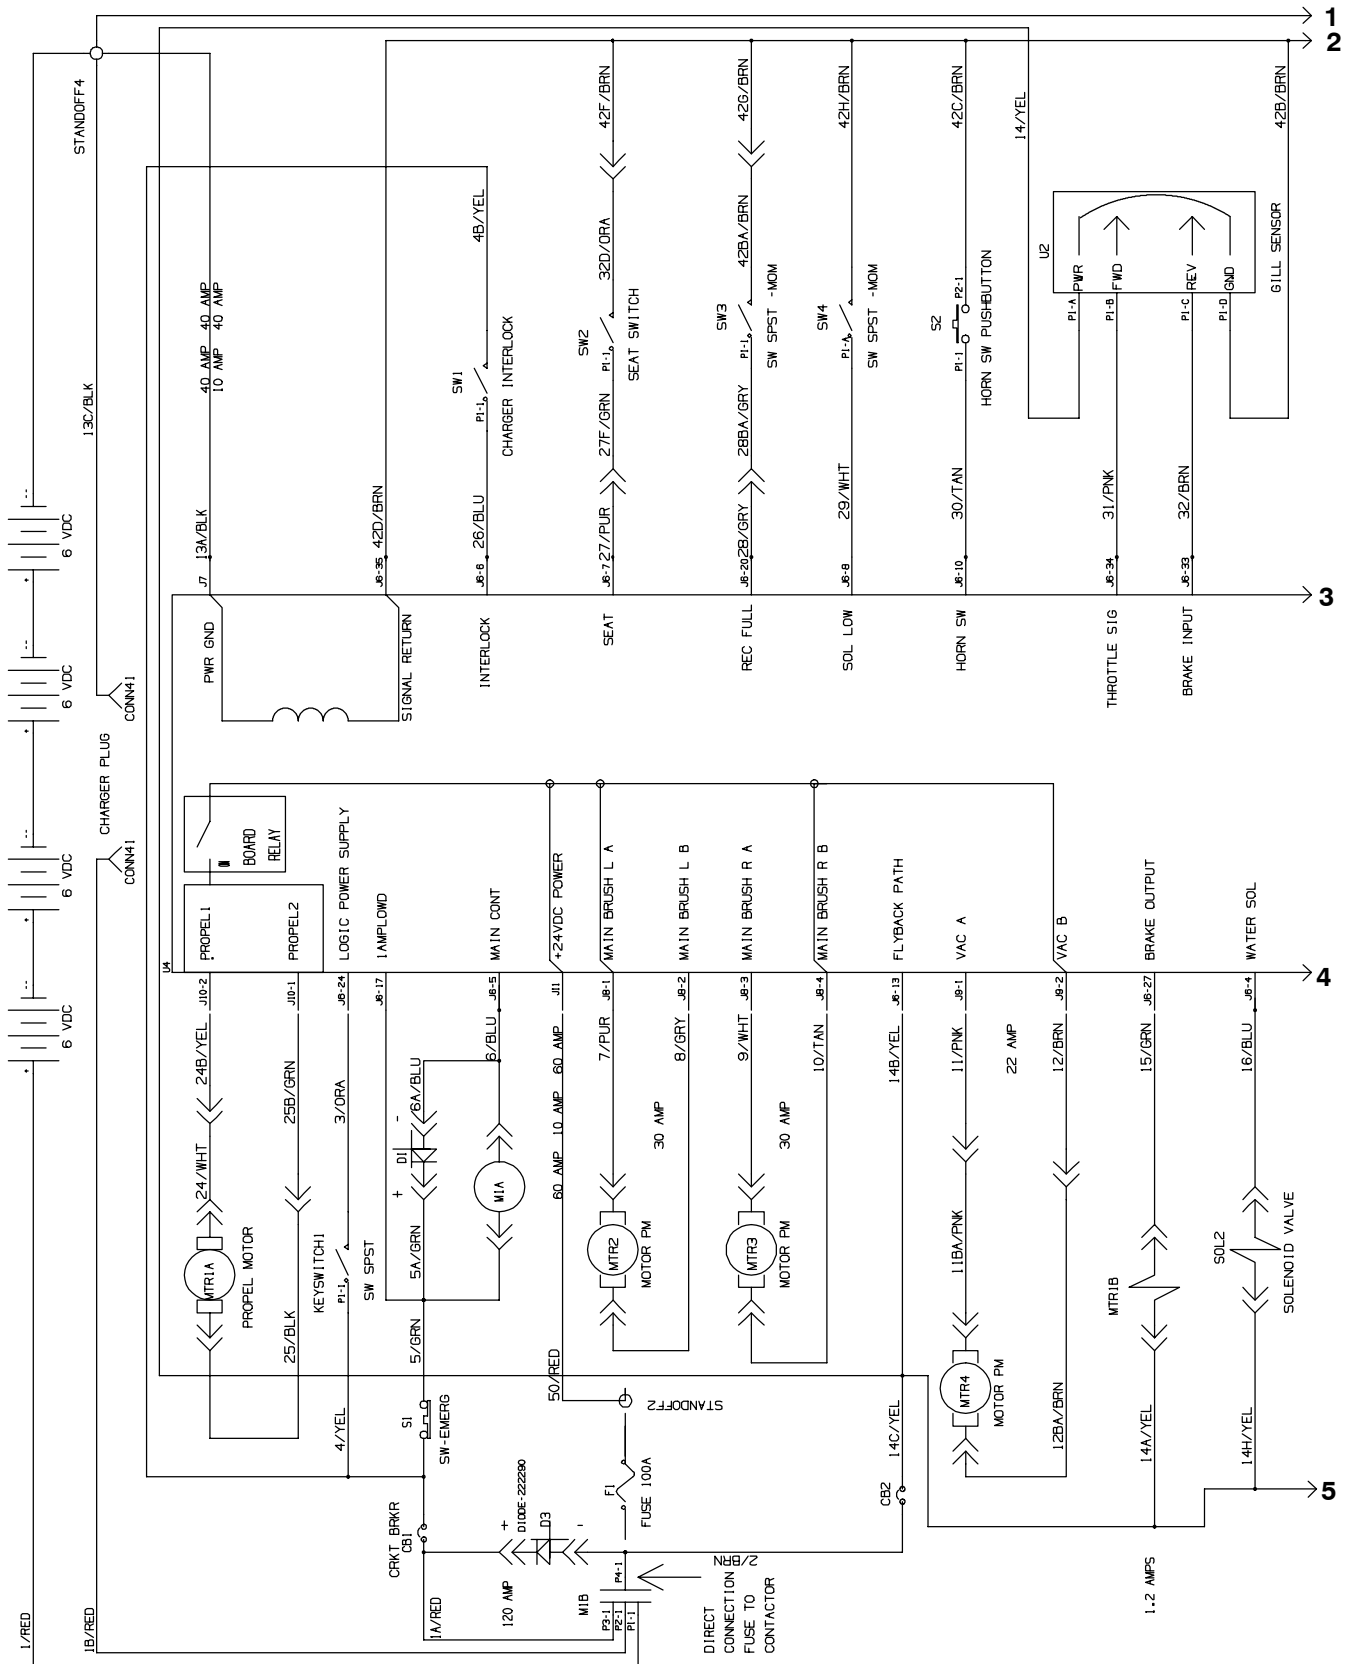 1
2
STANDOFF4
13C/BLK
40 AMP 40 AMP
10 AMP 40 AMP
4B/YEL
SW1
P1-1
CHARGER INTERLOCK
42F/BRN
32D/ORA
SW2
P1-1
SEAT SWITCH
27F/GRN
42G/BRN
42BA/BRN
SW3
P1-1
SW SPST -MOM
28BA/GRY
42H/BRN
SW4
P1-A
SW SPST -MOM
42C/BRN
S2
P2-1
P1-1
HORN SW PUSHBUTTON
14/YEL
U2
PWR
FWD
REV
GND
P1-A
P1-B
P1-C
P1-D
GILL SENSOR
42B/BRN
-- 6 VDC +
-- 6 VDC +
-- 6 VDC +
-- 6 VDC +
13A/BLK
J7
42D/BRN
J6-35
26/BLU
J6-6
27/PUR
J6-7
28/GRY
J6-20
29/WHT
J6-8
30/TAN
J6-10
31/PNK
J6-34
32/BRN
J6-33
3
PWR GND
SIGNAL RETURN
INTERLOCK
SEAT
REC FULL
SOL LOW
HORN SW
THROTTLE SIG
BRAKE INPUT
CONN41
CHARGER PLUG
CONN41
ON
BOARD
RELAY
U4
PROPEL1
PROPEL2
LOGIC POWER SUPPLY
1AMPLOWD
MAIN CONT
+24VDC POWER
MAIN BRUSH L A
MAIN BRUSH L B
MAIN BRUSH R A
MAIN BRUSH R B
FLYBACK PATH
VAC A
VAC B
BRAKE OUTPUT
WATER SOL
4
J10-2
J10-1
J6-24
J6-17
J6-5
J11
J8-1
J8-2
J8-3
J8-4
J6-13
J9-1
J9-2
J6-27
J6-4
24B/YEL
25B/GRN
3/ORA
6A/BLU
6/BLU
60 AMP 10 AMP 60 AMP
7/PUR
8/GRY
9/WHT
10/TAN
14B/YEL
11/PNK
22 AMP
12/BRN
15/GRN
16/BLU
30 AMP
30 AMP
24/WHT
MTR1A
PROPEL MOTOR
25/BLK
KEYSWITCH1
P1-1
SW SPST
D1
-
+
5A/GRN
M1A
MTR2
MOTOR PM
MTR3
MOTOR PM
11BA/PNK
MTR4
MOTOR PM
12BA/BRN
MTR1B
SOL2
SOLENOID VALVE
5/GRN
50/RED
STANDOFF2
4/YEL
S1
SW-EMERG
F1
FUSE 100A
14C/YEL
CB2
14A/YEL
14H/YEL
5
CRKT BRKR
CB1
+
DIODE-222290
D3
-
120 AMP
1A/RED
M1B
P3-1
P2-1
P1-1
P4-1
2/BRN
DIRECT
CONNECTION
FUSE TO
CONTACTOR
1.2 AMPS
1/RED
1B/RED